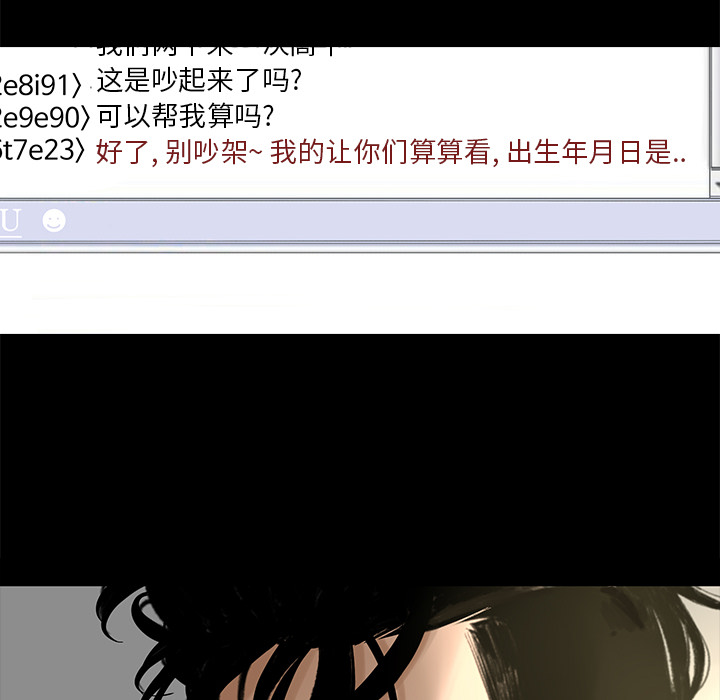 2e8i91〉这是吵起来了吗?
2e9e90〉可以帮我算吗?
6t7e23〉好了, 别吵架~ 我的让你们算算看, 出生年月日是..
U